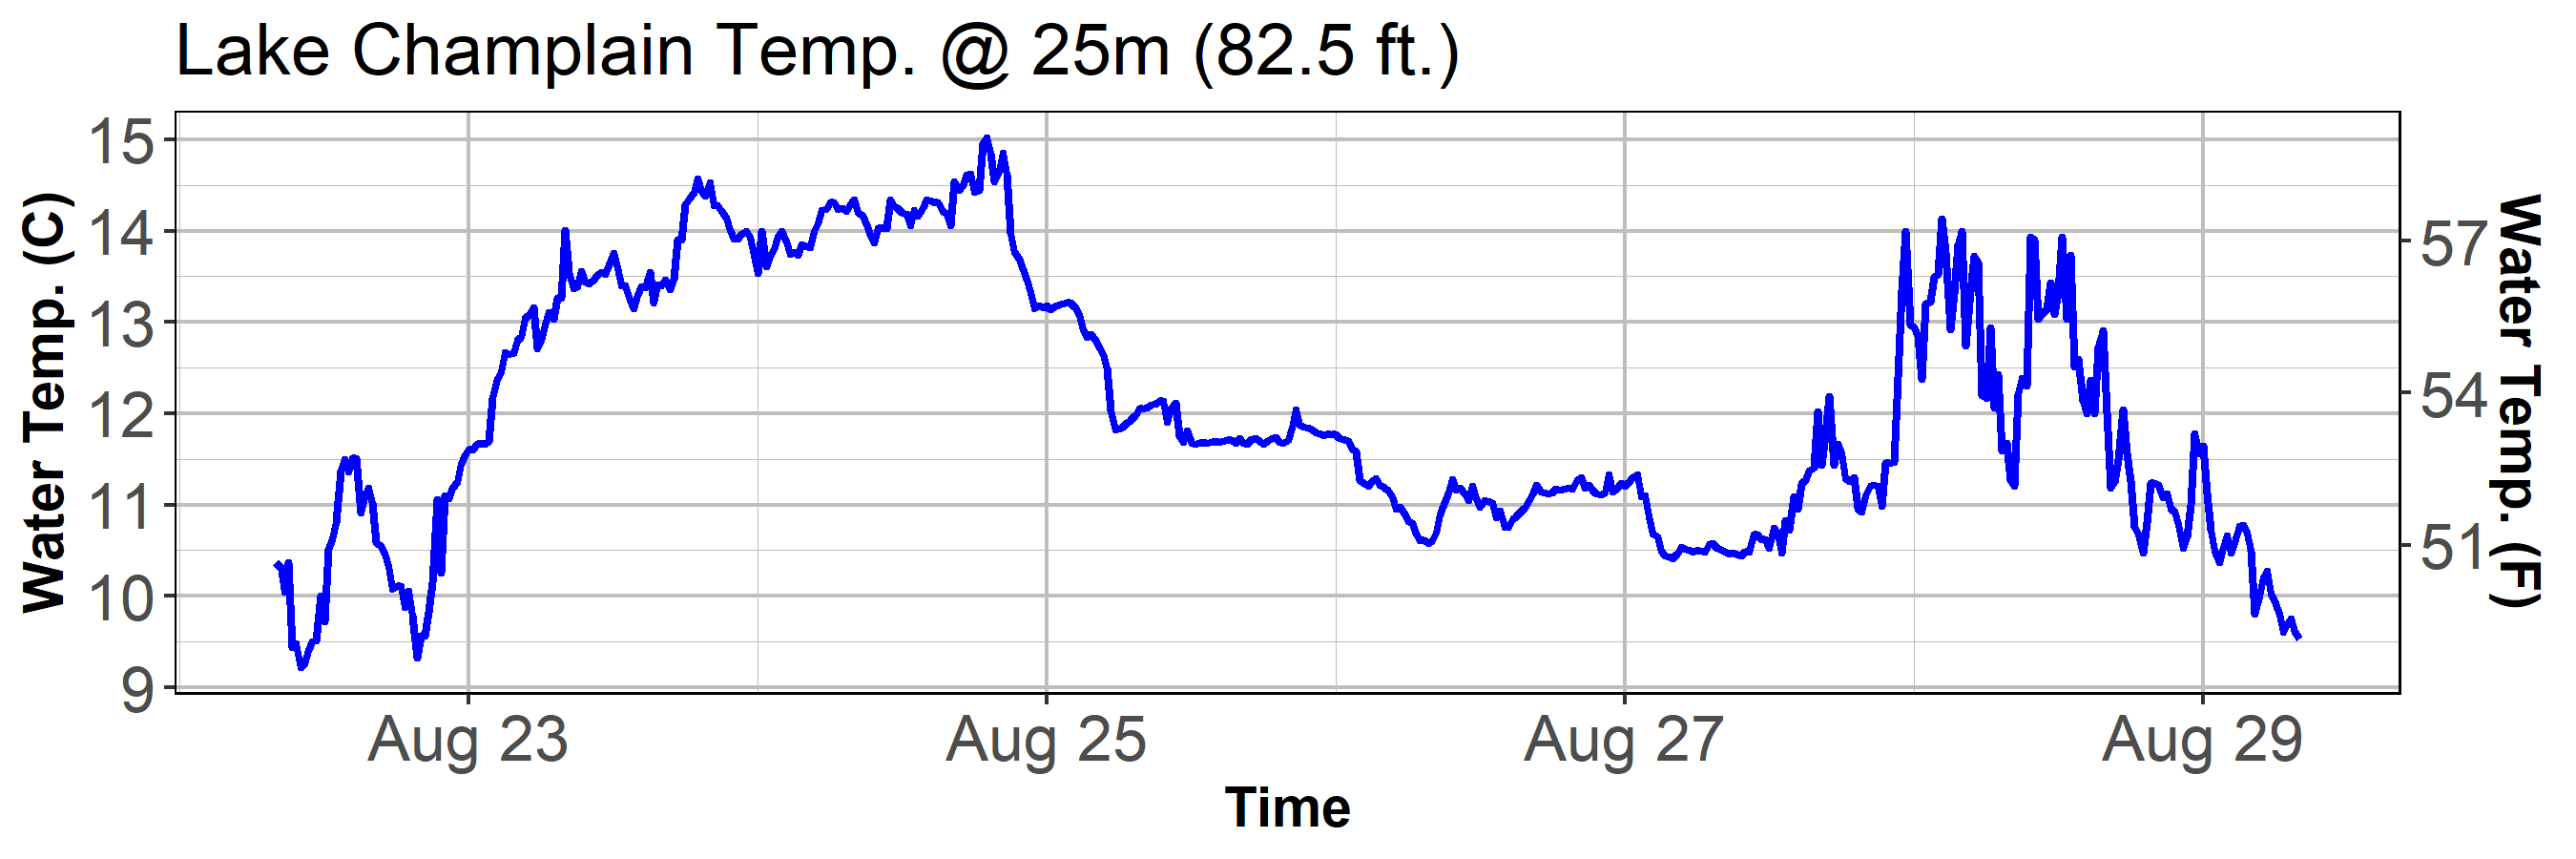 Lake Champlain Temp. @ 25m (82.5 ft.)
Water Temp. (C)
15
14
13
12
11
10
9
57
54
51
Water Temp. (F)
Aug 23
Aug 25
Aug 27
Aug 29
Time